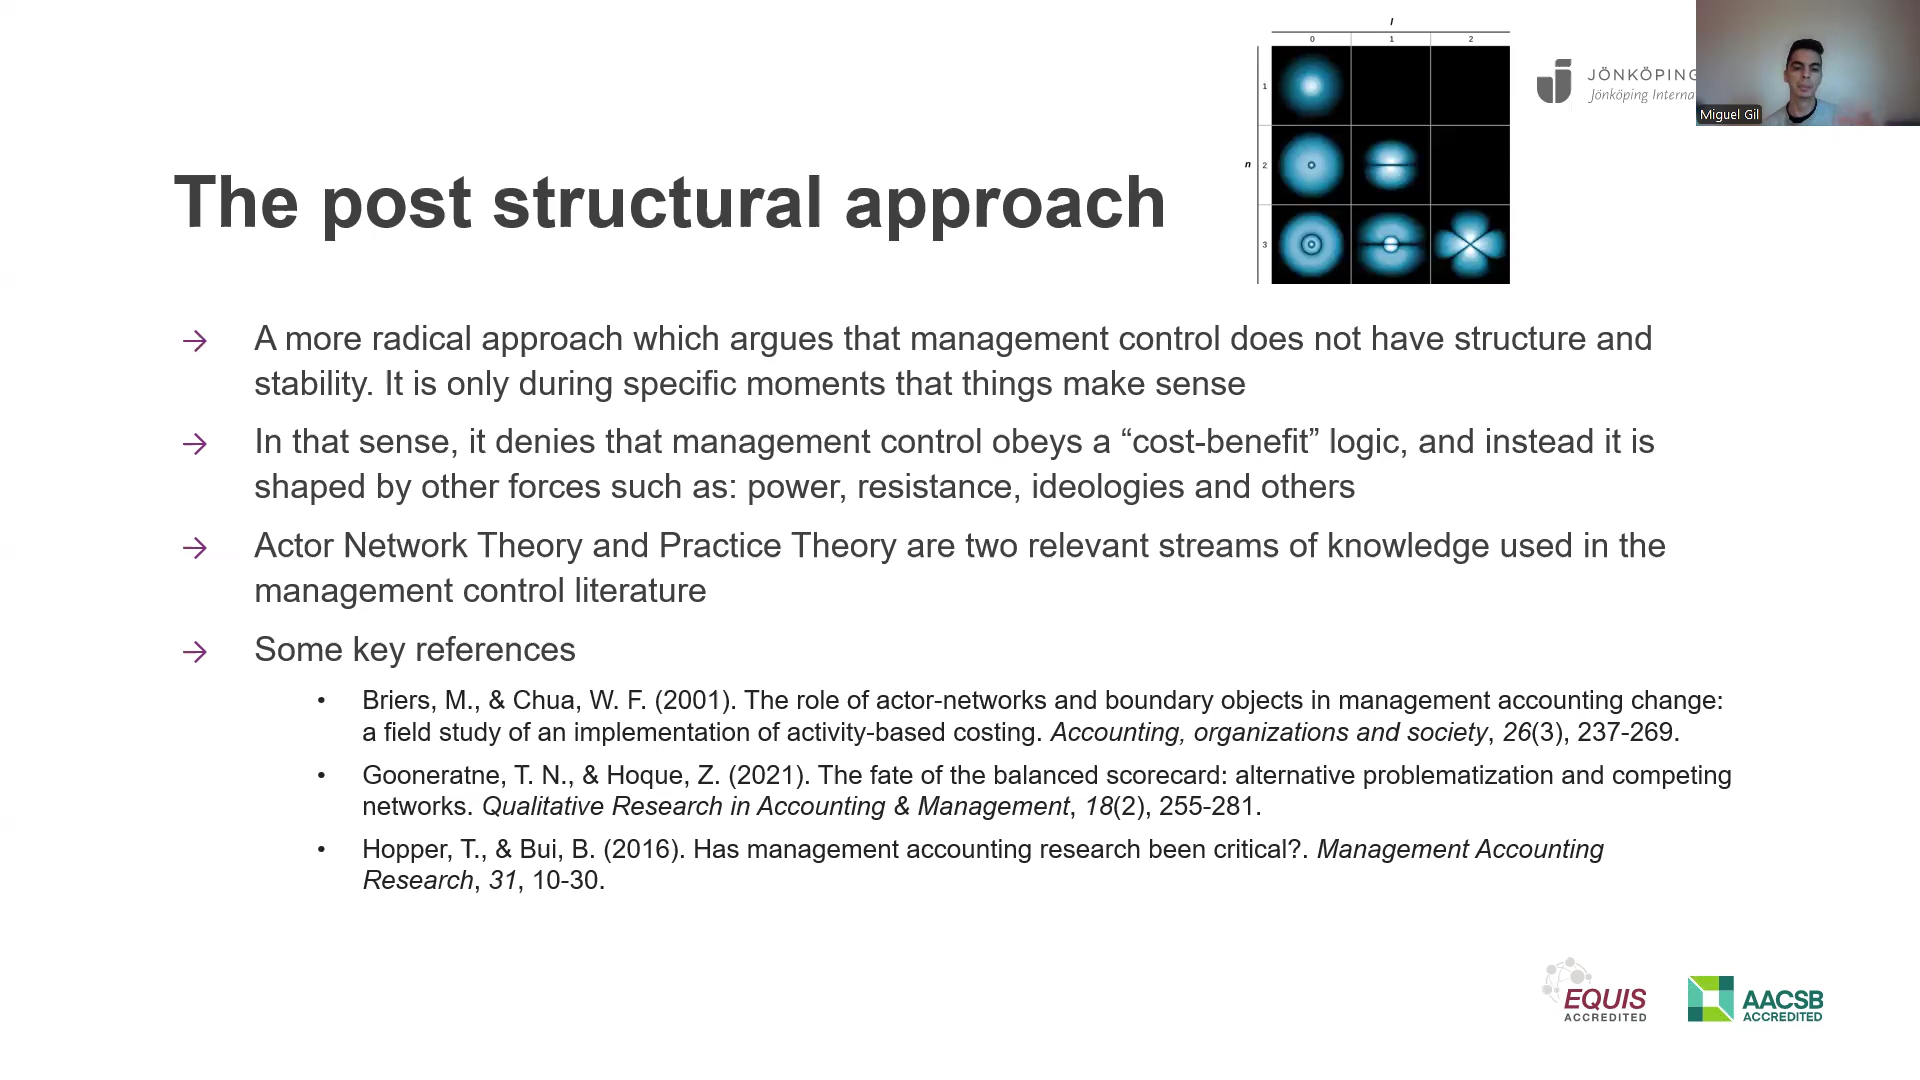 l
0 1 2
1
n 2
3
JÖNKÖPING
Jönköping Interna
Miguel Gil
The post structural approach
→ A more radical approach which argues that management control does not have structure and
stability. It is only during specific moments that things make sense
→ In that sense, it denies that management control obeys a “cost-benefit” logic, and instead it is
shaped by other forces such as: power, resistance, ideologies and others
→ Actor Network Theory and Practice Theory are two relevant streams of knowledge used in the
management control literature
→ Some key references
• Briers, M., & Chua, W. F. (2001). The role of actor-networks and boundary objects in management accounting change:
a field study of an implementation of activity-based costing. Accounting, organizations and society, 26(3), 237-269.
• Gooneratne, T. N., & Hoque, Z. (2021). The fate of the balanced scorecard: alternative problematization and competing
networks. Qualitative Research in Accounting & Management, 18(2), 255-281.
• Hopper, T., & Bui, B. (2016). Has management accounting research been critical?. Management Accounting
Research, 31, 10-30.
EQUIS
ACCREDITED
AACSB
ACCREDITED